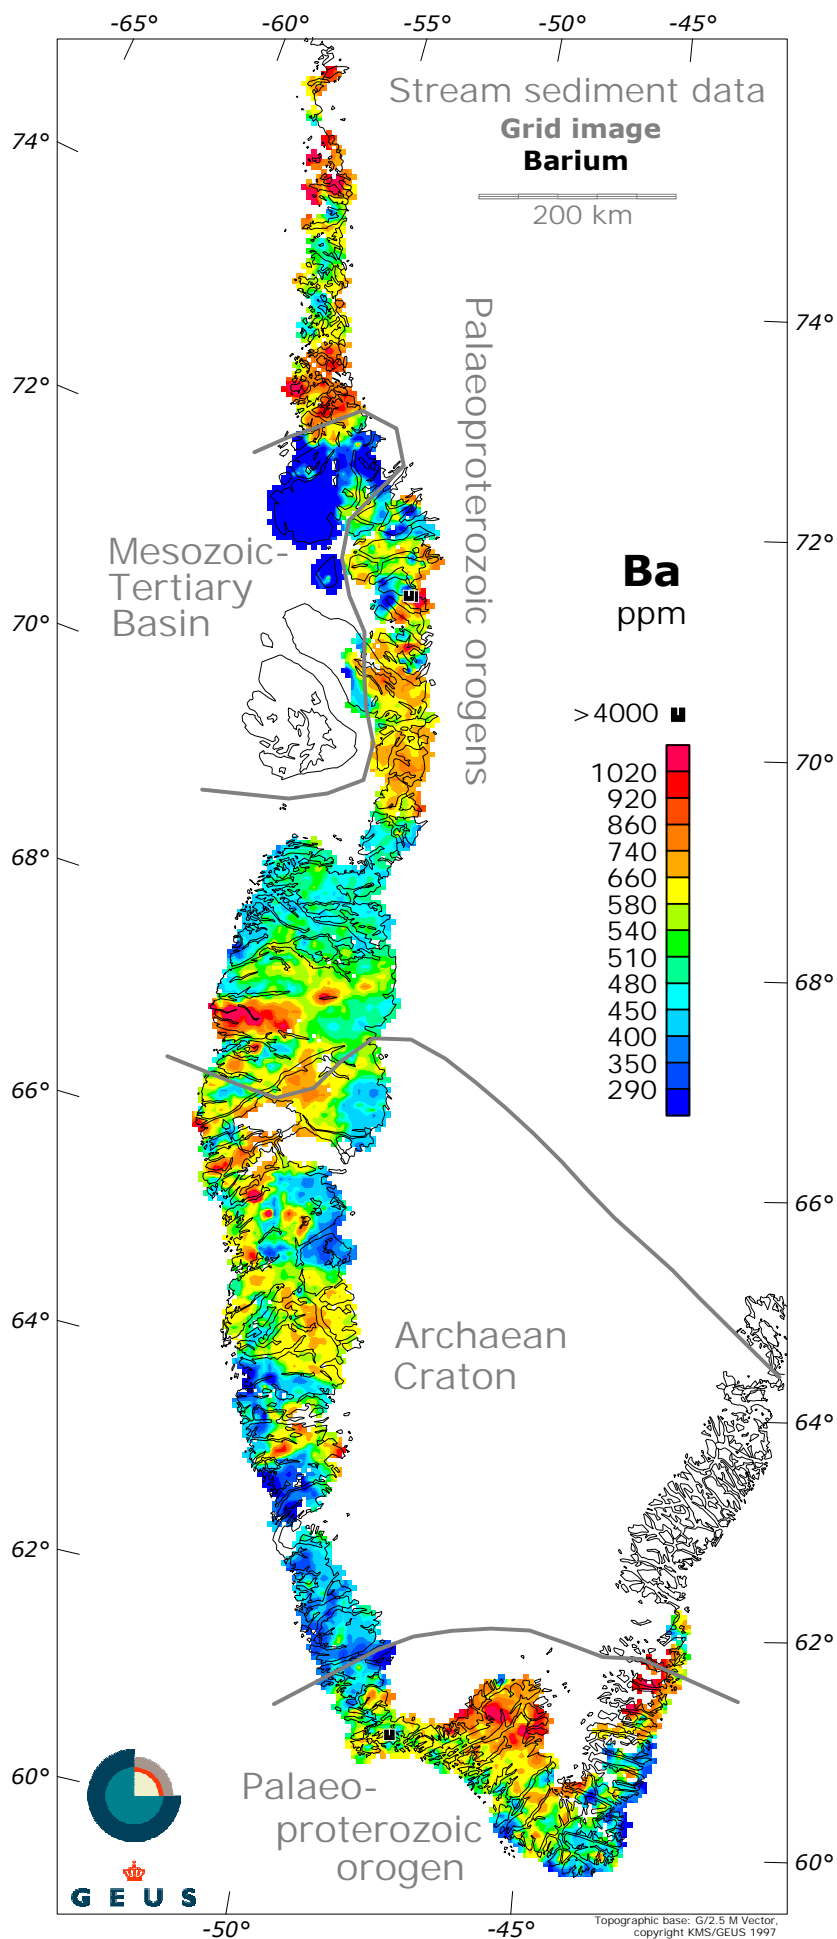 -65° -60° -55° -50° -45°
Stream sediment data
Grid image
Barium
200 km
74°
74°
72°
72°
70°
70°
68°
68°
66°
66°
64°
64°
62°
62°
60°
60°
Palaeoproterozoic orogens
Mesozoic-
Tertiary
Basin
Ba
ppm
>4000
1020
920
860
740
660
580
540
510
480
450
400
350
290
Archaean
Craton
Palaeo-
proterozoic
orogen
GEUS
-50° -45°
Topographic base: G/2.5 M Vector,
copyright KMS/GEUS 1997